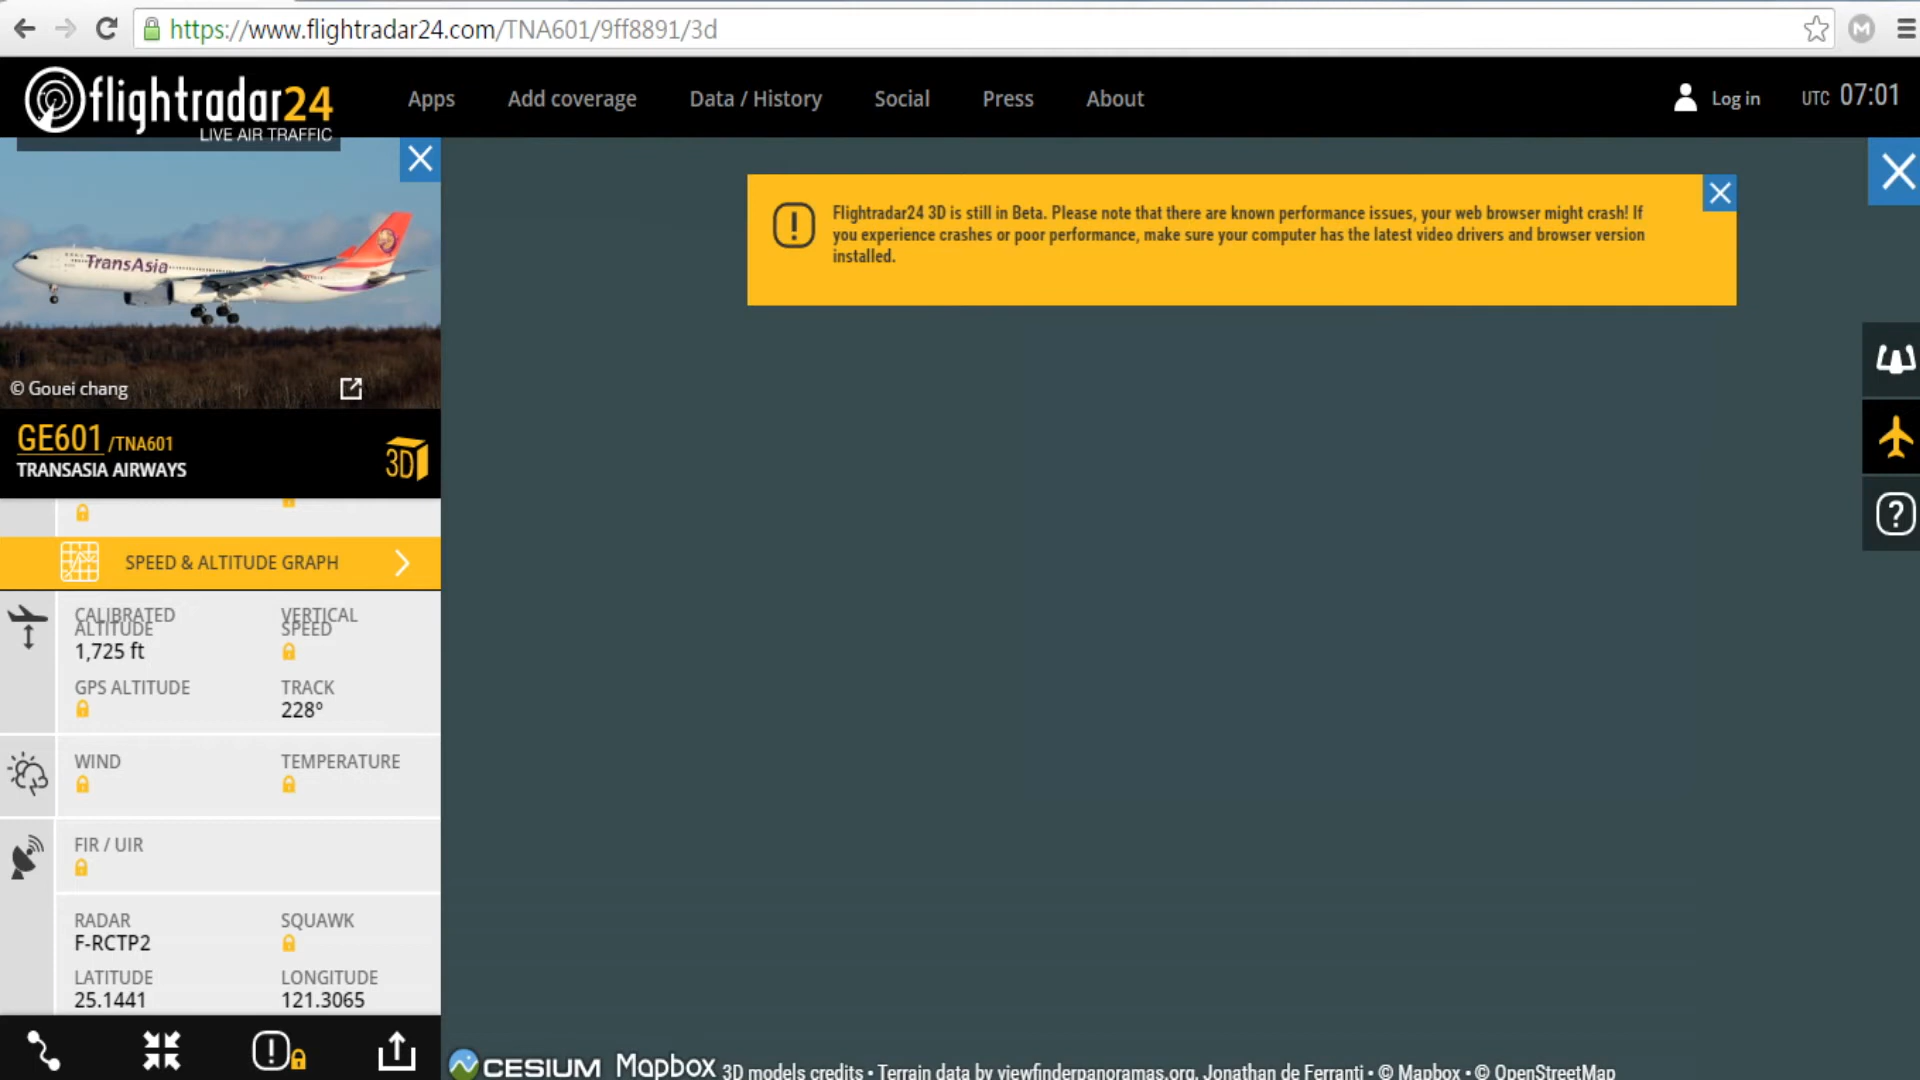 https://www.flightradar24.com/TNA601/9ff8891/3d
M
flightradar24
LIVE AIR TRAFFIC
Apps
Add coverage
Data / History
Social
Press
About
Log in
UTC 07:01
TransAsia
© Gouei chang
GE601 /TNA601
TRANSASIA AIRWAYS
3D
Flightradar24 3D is still in Beta. Please note that there are known performance issues, your web browser might crash! If
you experience crashes or poor performance, make sure your computer has the latest video drivers and browser version
installed.
SPEED & ALTITUDE GRAPH
CALIBRATED
ALTITUDE
1,725 ft
VERTICAL
SPEED
GPS ALTITUDE
TRACK
228°
WIND
TEMPERATURE
FIR / UIR
RADAR
F-RCTP2
SQUAWK
LATITUDE
25.1441
LONGITUDE
121.3065
CESIUM Mapbox 3D models credits • Terrain data by viewfinderpanoramas.org, Jonathan de Ferranti • © Mapbox • © OpenStreetMap